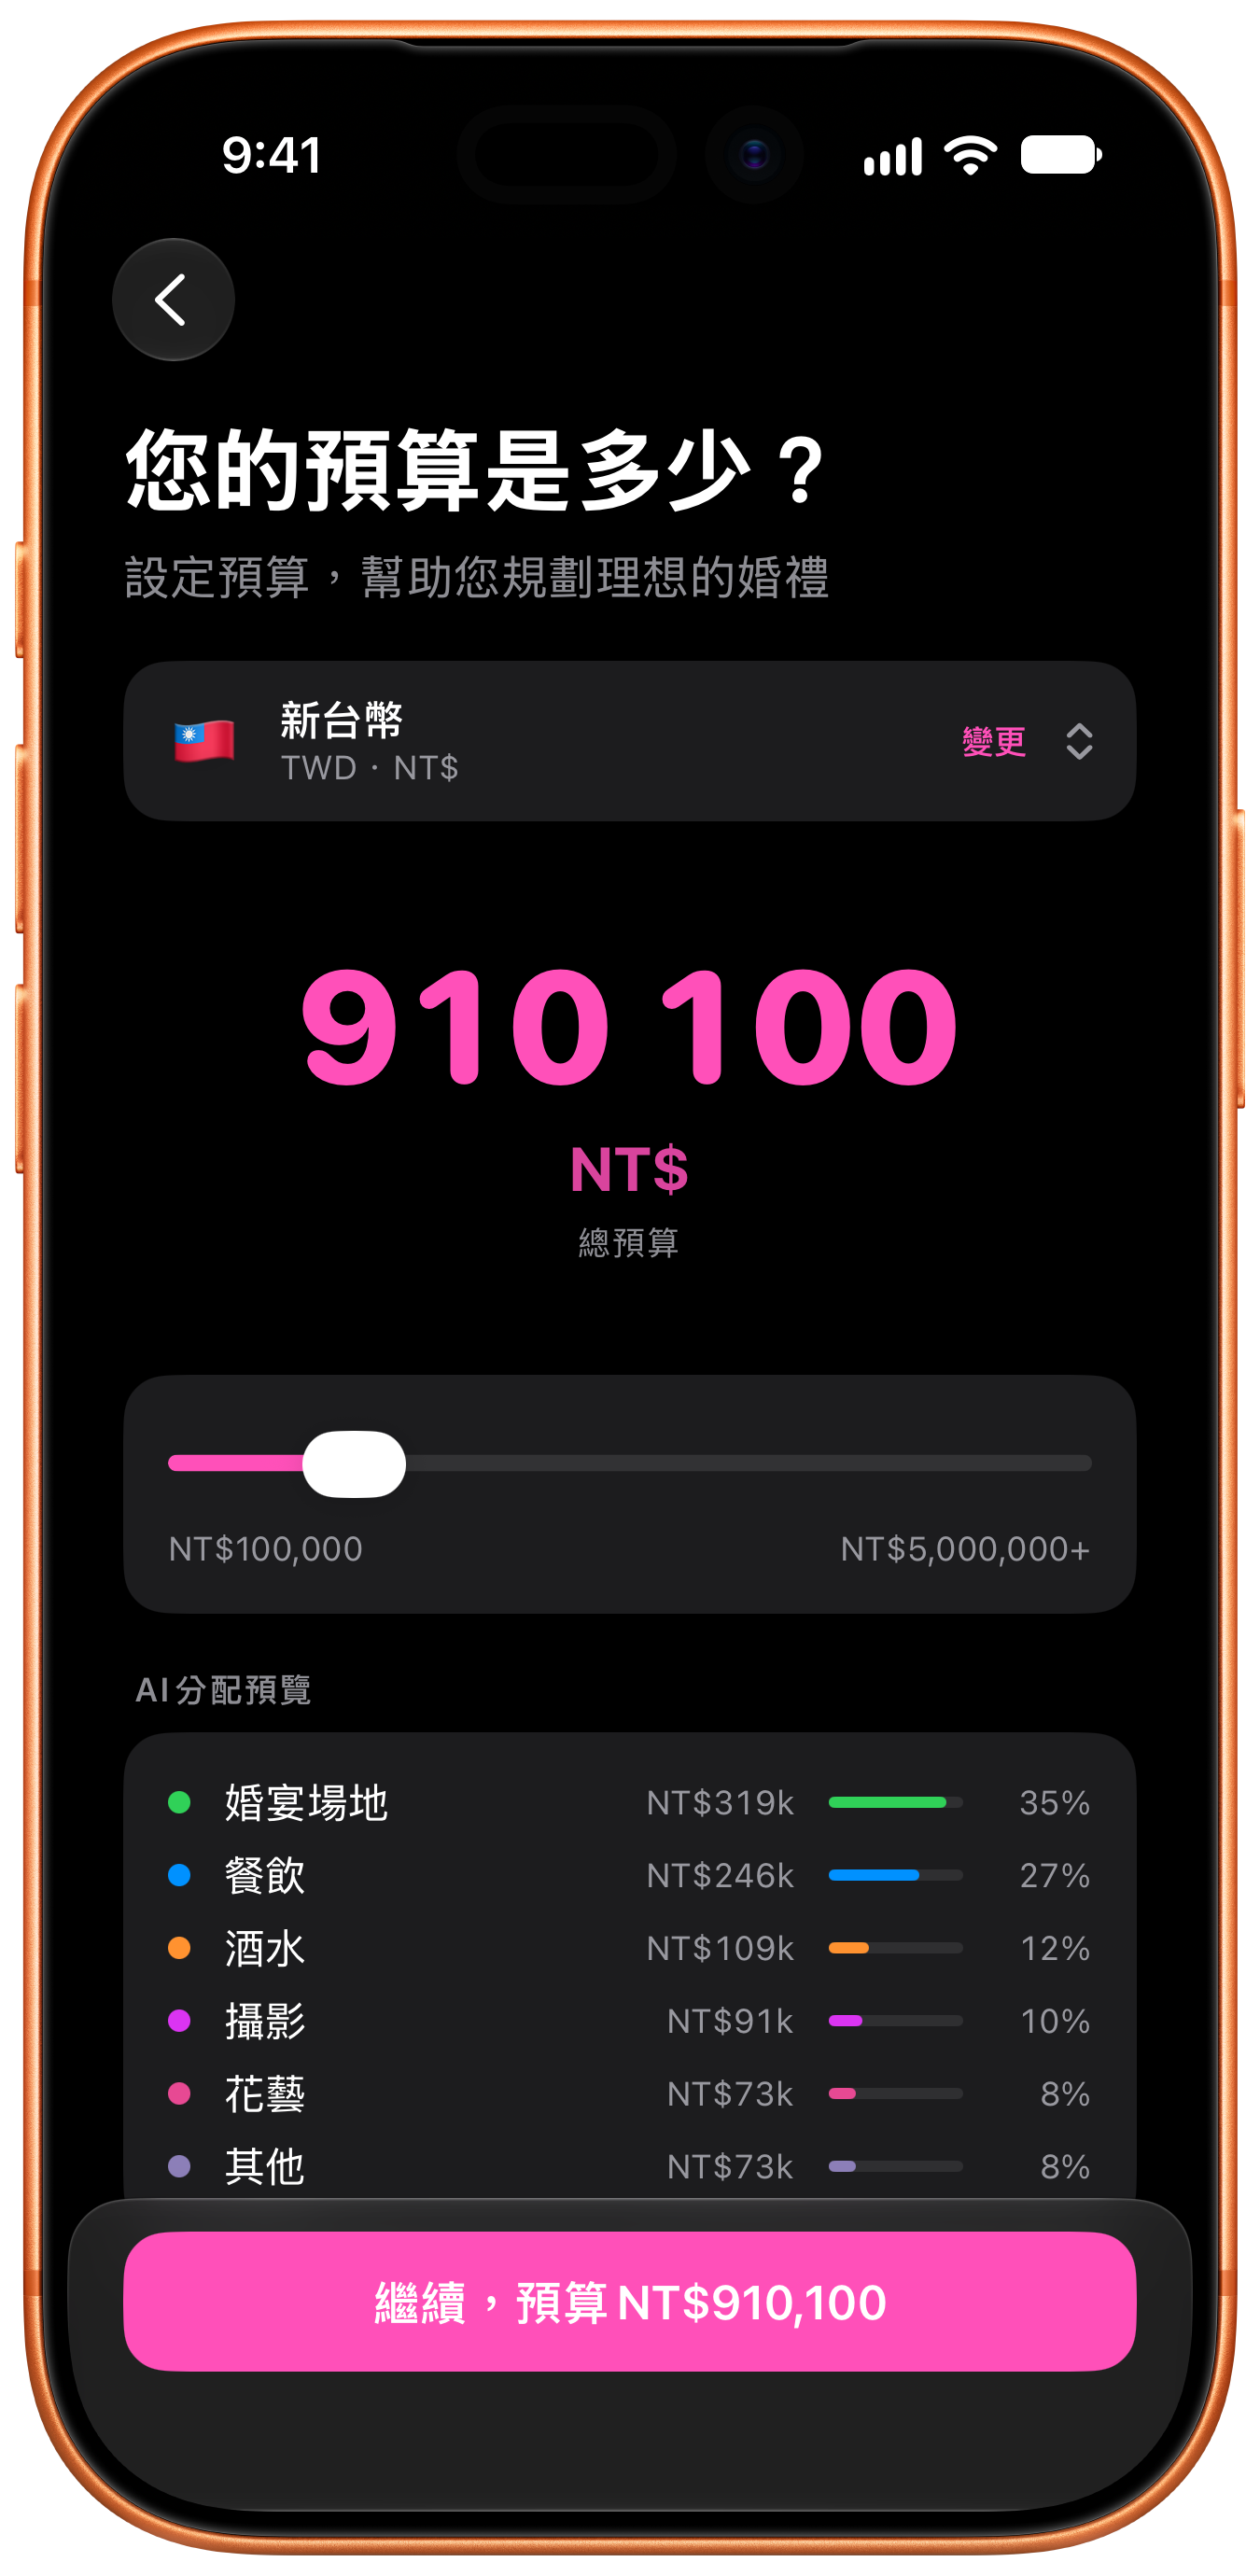 9:41
您的預算是多少？
設定預算，幫助您規劃理想的婚禮
新台幣
TWD · NT$
變更
910 100
NT$
總預算
NT$100,000
NT$5,000,000+
AI分配預覽
婚宴場地 NT$319k 35%
餐飲 NT$246k 27%
酒水 NT$109k 12%
攝影 NT$91k 10%
花藝 NT$73k 8%
其他 NT$73k 8%
繼續，預算 NT$910,100